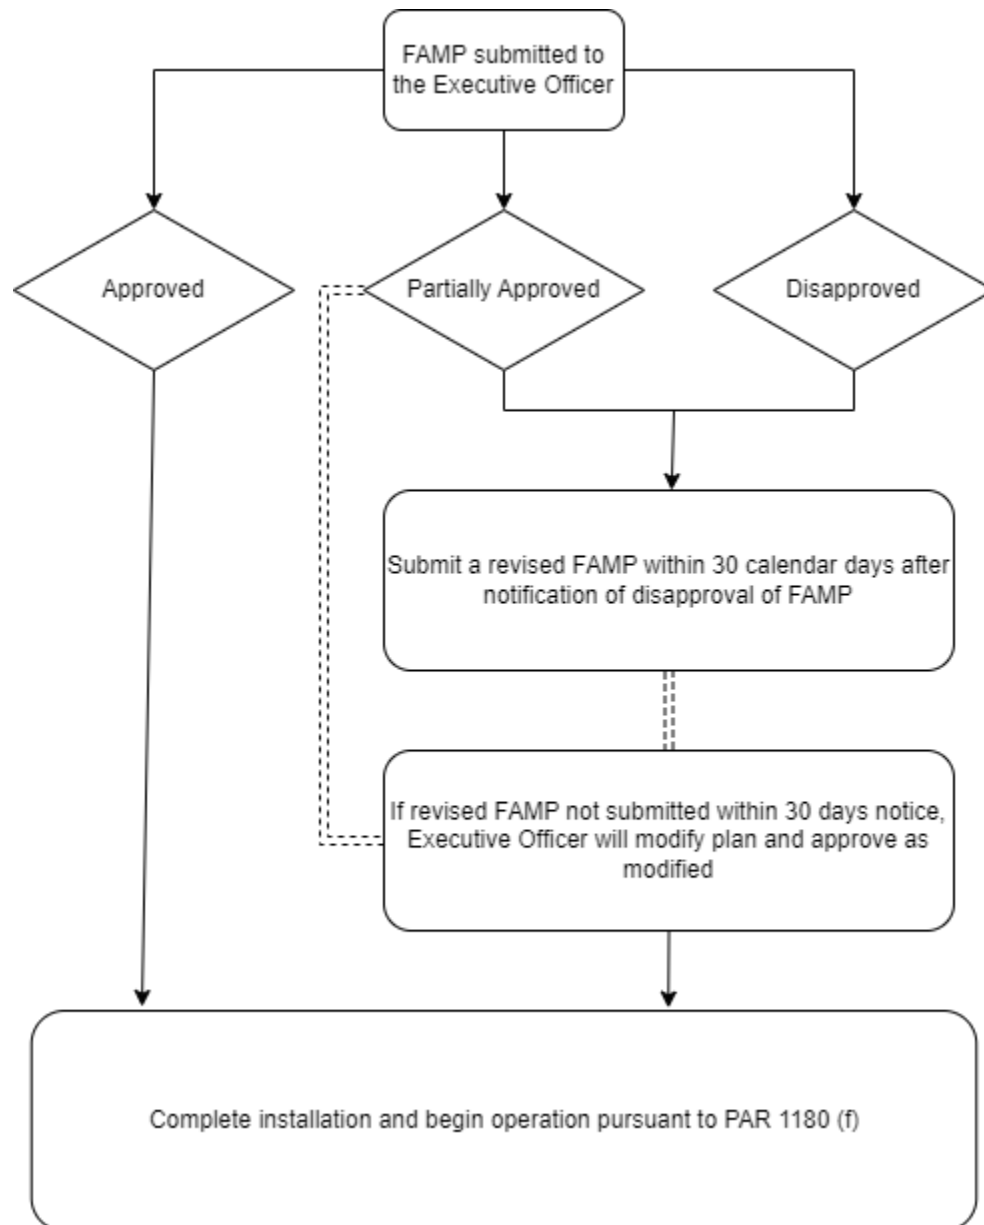 FAMP submitted to
the Executive Officer
Approved
Partially Approved
Disapproved
Submit a revised FAMP within 30 calendar days after
notification of disapproval of FAMP
If revised FAMP not submitted within 30 days notice,
Executive Officer will modify plan and approve as
modified
Complete installation and begin operation pursuant to PAR 1180 (f)